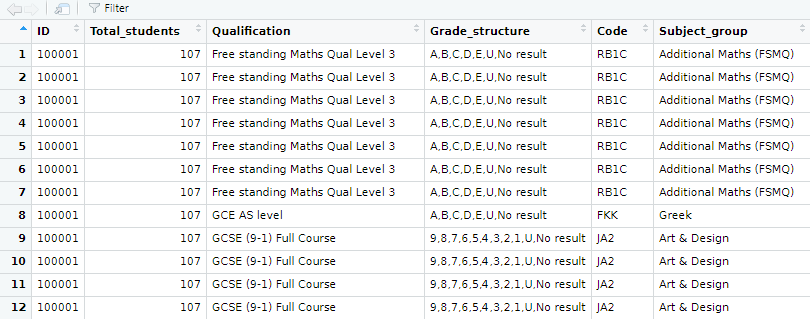 Filter
ID Total_students Qualification Grade_structure Code Subject_group
1 100001 107 Free standing Maths Qual Level 3 A,B,C,D,E,U,No result RB1C Additional Maths (FSMQ)
2 100001 107 Free standing Maths Qual Level 3 A,B,C,D,E,U,No result RB1C Additional Maths (FSMQ)
3 100001 107 Free standing Maths Qual Level 3 A,B,C,D,E,U,No result RB1C Additional Maths (FSMQ)
4 100001 107 Free standing Maths Qual Level 3 A,B,C,D,E,U,No result RB1C Additional Maths (FSMQ)
5 100001 107 Free standing Maths Qual Level 3 A,B,C,D,E,U,No result RB1C Additional Maths (FSMQ)
6 100001 107 Free standing Maths Qual Level 3 A,B,C,D,E,U,No result RB1C Additional Maths (FSMQ)
7 100001 107 Free standing Maths Qual Level 3 A,B,C,D,E,U,No result RB1C Additional Maths (FSMQ)
8 100001 107 GCE AS level A,B,C,D,E,U,No result FKK Greek
9 100001 107 GCSE (9-1) Full Course 9,8,7,6,5,4,3,2,1,U,No result JA2 Art & Design
10 100001 107 GCSE (9-1) Full Course 9,8,7,6,5,4,3,2,1,U,No result JA2 Art & Design
11 100001 107 GCSE (9-1) Full Course 9,8,7,6,5,4,3,2,1,U,No result JA2 Art & Design
12 100001 107 GCSE (9-1) Full Course 9,8,7,6,5,4,3,2,1,U,No result JA2 Art & Design